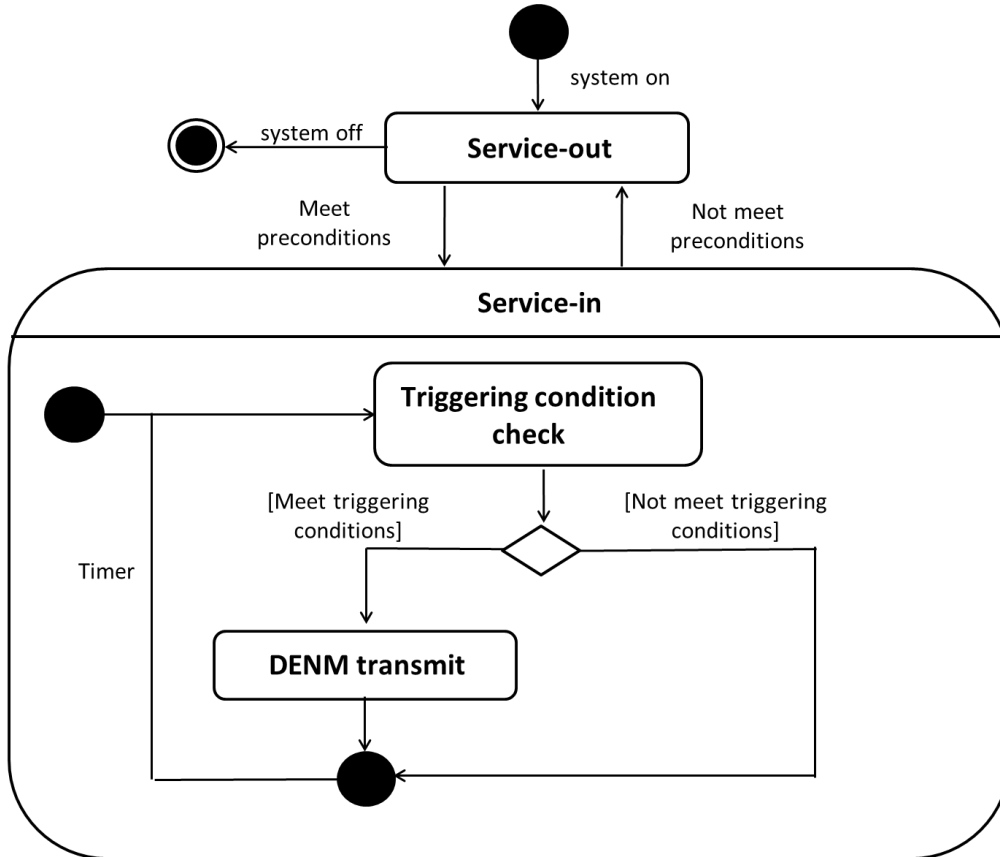 system on
system off
Service-out
Meet
preconditions
Not meet
preconditions
Service-in
Triggering condition
check
[Meet triggering
conditions]
[Not meet triggering
conditions]
Timer
DENM transmit